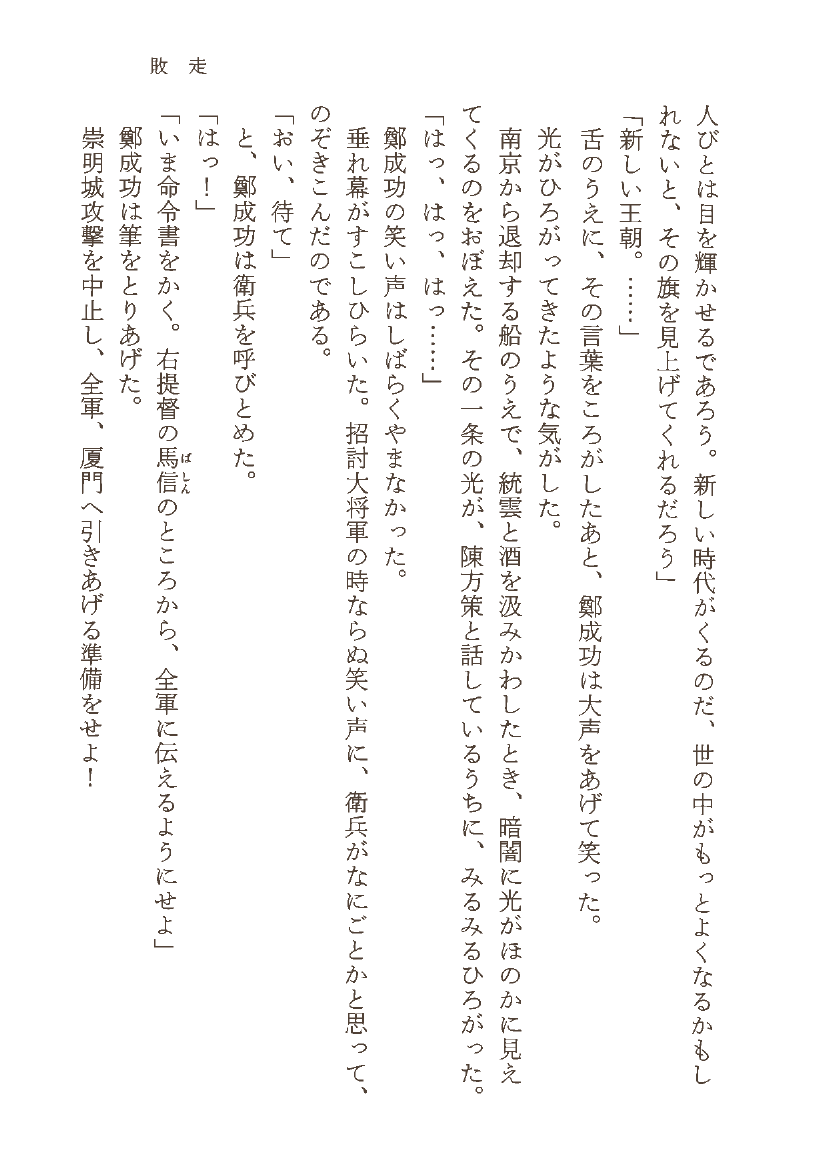 敗走
人びとは目を輝かせるであろう。新しい時代がくるのだ、世の中がもっとよくなるかもし
れないと、その旗を見上げてくれるだろう」
「新しい王朝。……」
舌のうえに、その言葉をころがしたあと、鄭成功は大声をあげて笑った。
光がひろがってきたような気がした。
南京から退却する船のうえで、統雲と酒を汲みかわしたとき、暗闇に光がほのかに見え
てくるのをおぼえた。その一条の光が、陳方策と話しているうちに、みるみるひろがった。
「はっ、はっ、はっ……」
鄭成功の笑い声はしばらくやまなかった。
垂れ幕がすこしひらいた。招討大将軍の時ならぬ笑い声に、衛兵がなにごとかと思って、
のぞきこんだのである。
「おい、待て」
と、鄭成功は衛兵を呼びとめた。
「はっ！」
「いま命令書をかく。右提督の馬信ばしんのところから、全軍に伝えるようにせよ」
鄭成功は筆をとりあげた。
崇明城攻撃を中止し、全軍、厦門へ引きあげる準備をせよ！